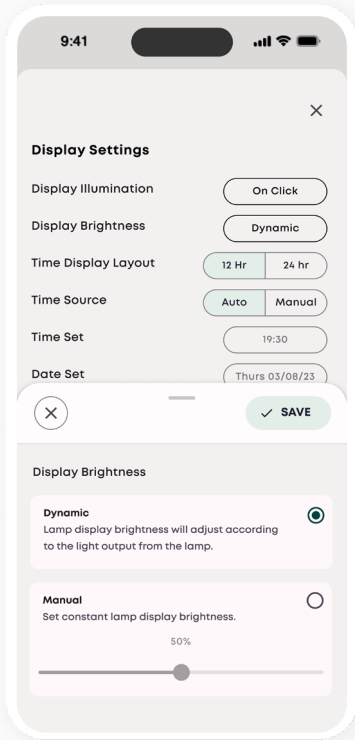 9:41
Display Settings
Display Illumination On Click
Display Brightness Dynamic
Time Display Layout 12 Hr 24 hr
Time Source Auto Manual
Time Set 19:30
Date Set Thurs 03/08/23
SAVE
Display Brightness
Dynamic
Lamp display brightness will adjust according
to the light output from the lamp.
Manual
Set constant lamp display brightness.
50%